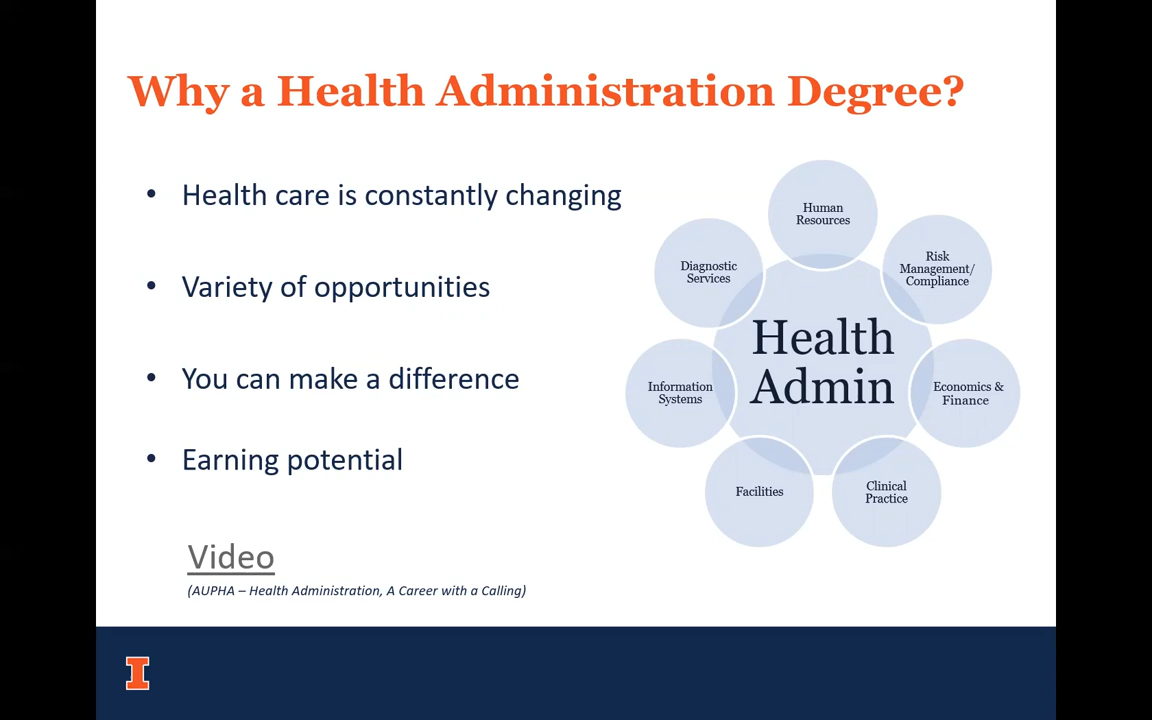 Why a Health Administration Degree?
• Health care is constantly changing
• Variety of opportunities
• You can make a difference
• Earning potential
Video
(AUPHA – Health Administration, A Career with a Calling)
Health
Admin
Human
Resources
Risk
Management/
Compliance
Economics &
Finance
Clinical
Practice
Facilities
Information
Systems
Diagnostic
Services
I